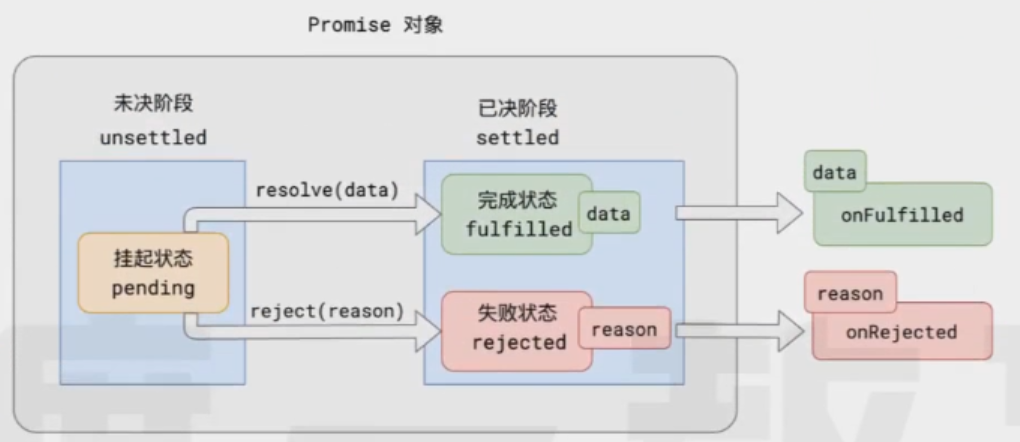 Promise 对象
未决阶段
unsettled
已决阶段
settled
resolve(data)
挂起状态
pending
reject(reason)
完成状态
fulfilled
data
失败状态
rejected
reason
data
onFulfilled
reason
onRejected